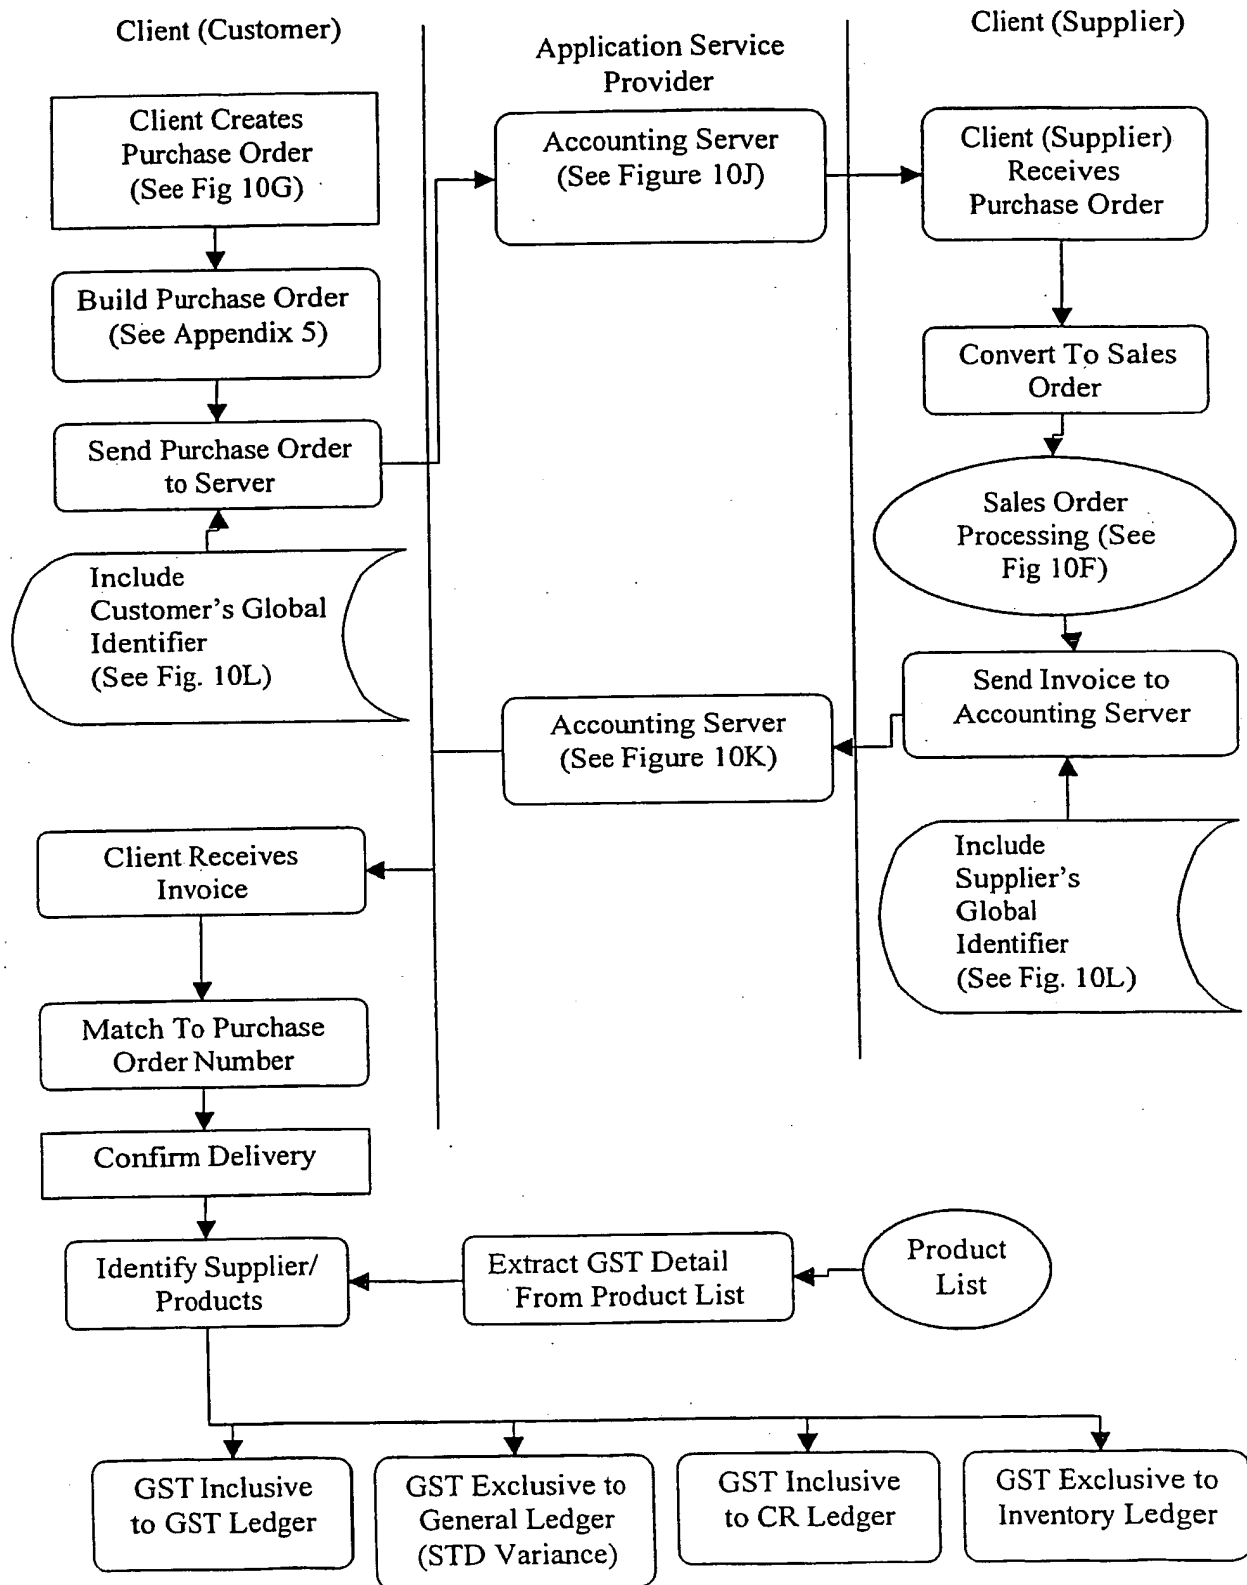 Client (Customer)
Application Service
Provider
Client (Supplier)
Client Creates
Purchase Order
(See Fig 10G)
Build Purchase Order
(See Appendix 5)
Send Purchase Order
to Server
Include
Customer's Global
Identifier
(See Fig. 10L)
Accounting Server
(See Figure 10J)
Client (Supplier)
Receives
Purchase Order
Convert To Sales
Order
Sales Order
Processing (See
Fig 10F)
Send Invoice to
Accounting Server
Include
Supplier's
Global
Identifier
(See Fig. 10L)
Accounting Server
(See Figure 10K)
Client Receives
Invoice
Match To Purchase
Order Number
Confirm Delivery
Identify Supplier/
Products
Extract GST Detail
From Product List
Product
List
GST Inclusive
to GST Ledger
GST Exclusive to
General Ledger
(STD Variance)
GST Inclusive
to CR Ledger
GST Exclusive to
Inventory Ledger